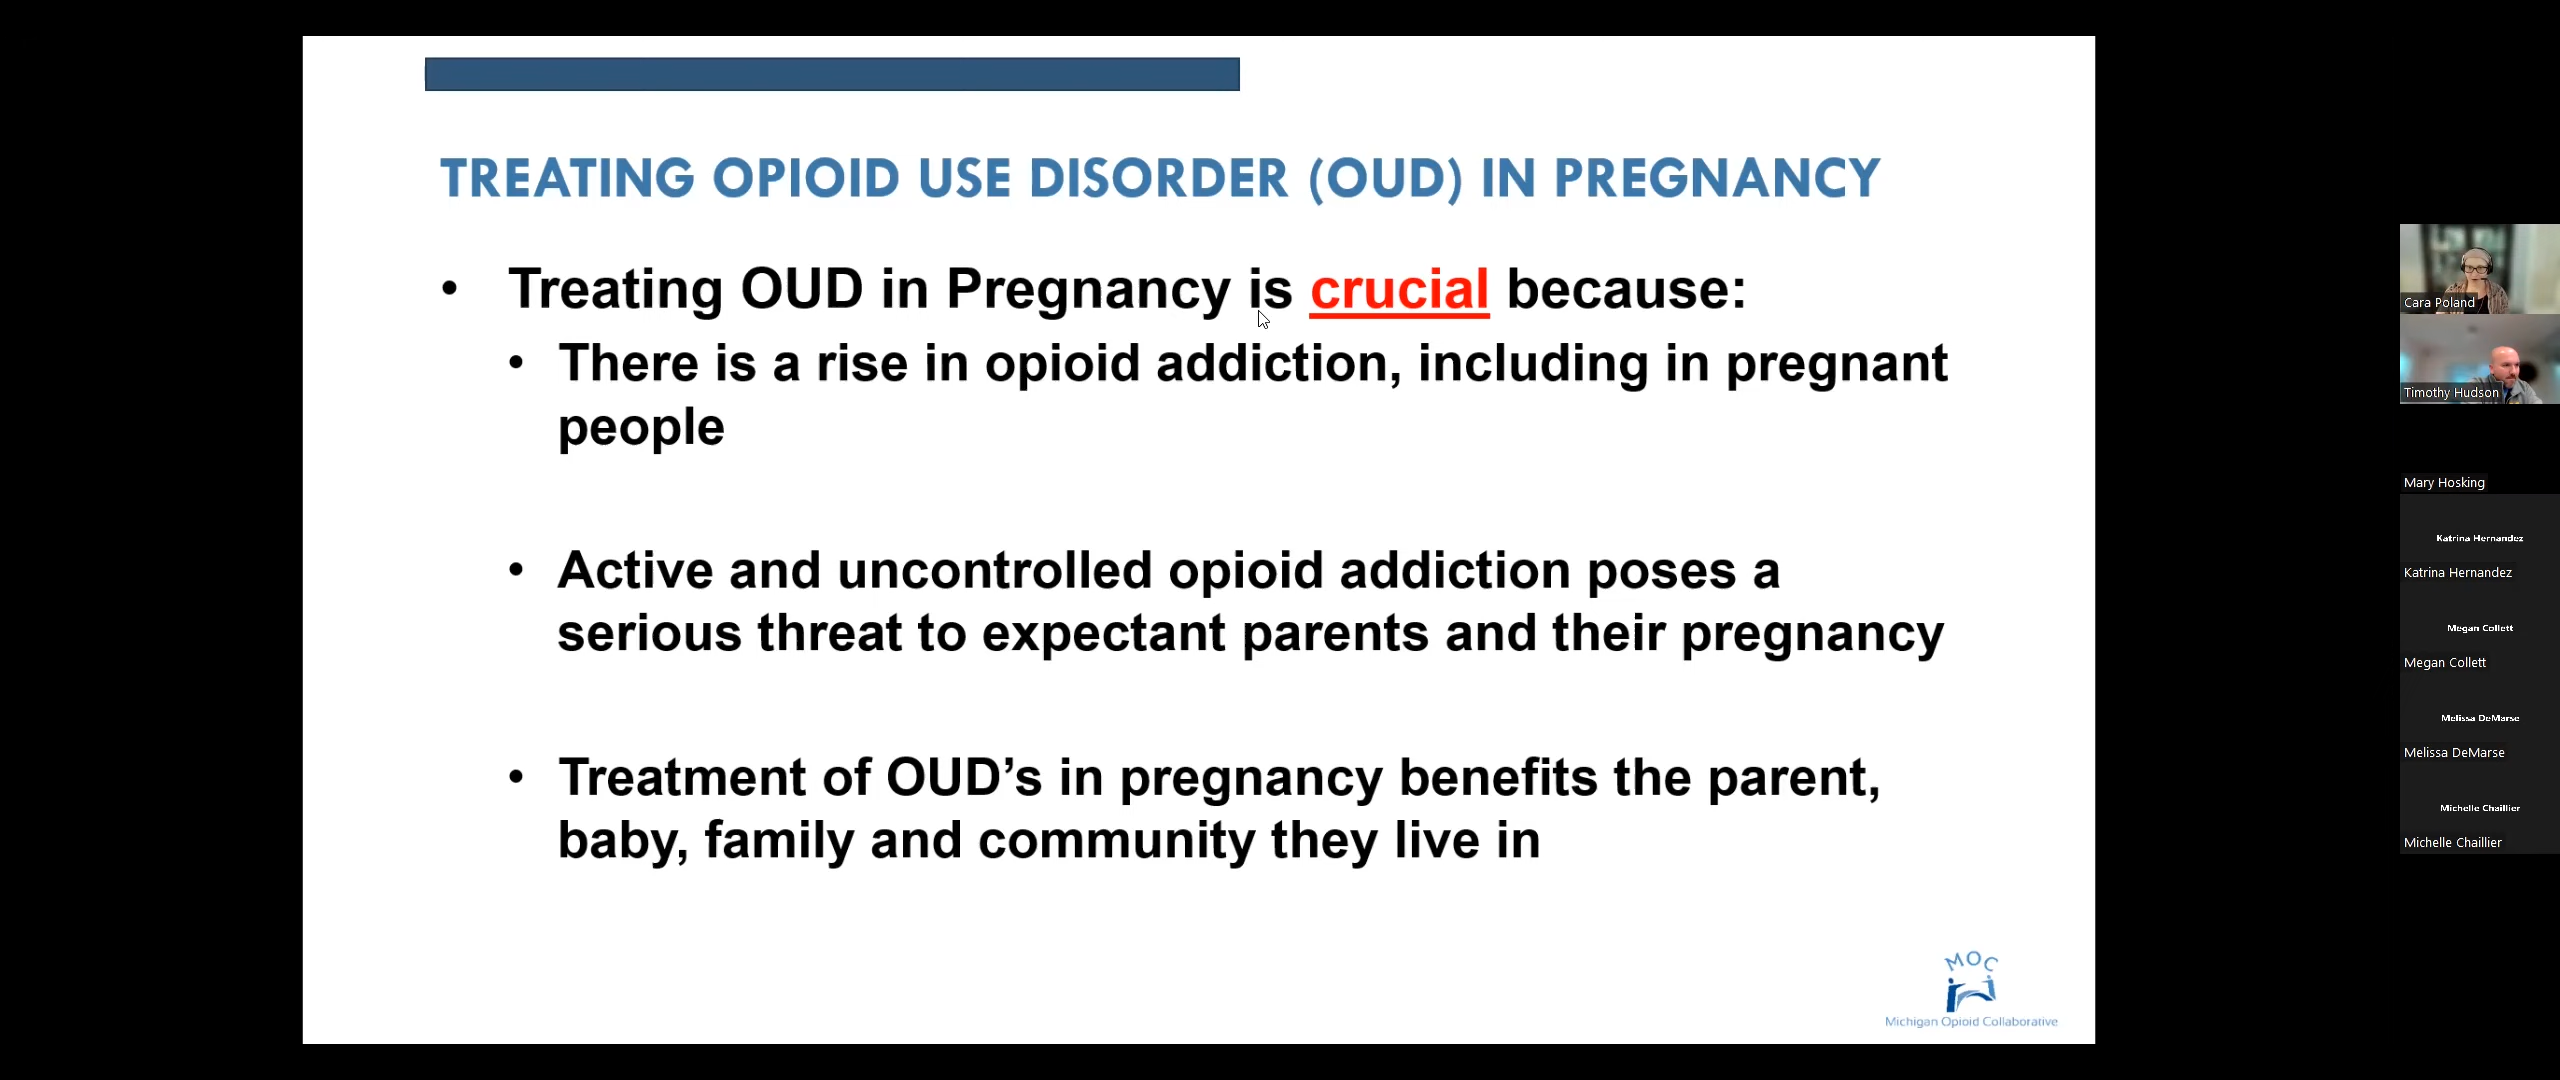 TREATING OPIOID USE DISORDER (OUD) IN PREGNANCY
• Treating OUD in Pregnancy is crucial because:
• There is a rise in opioid addiction, including in pregnant
people
• Active and uncontrolled opioid addiction poses a
serious threat to expectant parents and their pregnancy
• Treatment of OUD’s in pregnancy benefits the parent,
baby, family and community they live in
MOC
Michigan Opioid Collaborative
Cara Poland
Timothy Hudson
Mary Hosking
Katrina Hernandez
Katrina Hernandez
Megan Collett
Megan Collett
Melissa DeMarse
Melissa DeMarse
Michelle Chaillier
Michelle Chaillier